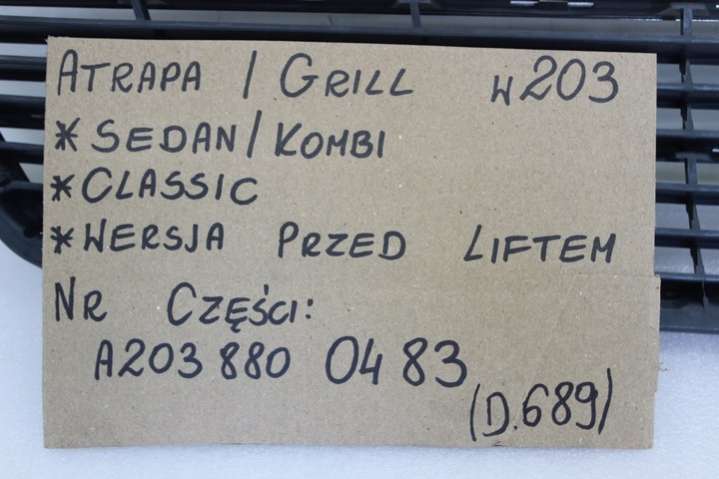 ATRAPA / GRILL W203
* SEDAN/KOMBI
* CLASSIC
* WERSJA PRZED LIFTEM
NR CZĘŚCI:
A203 880 04 83
(D.689)